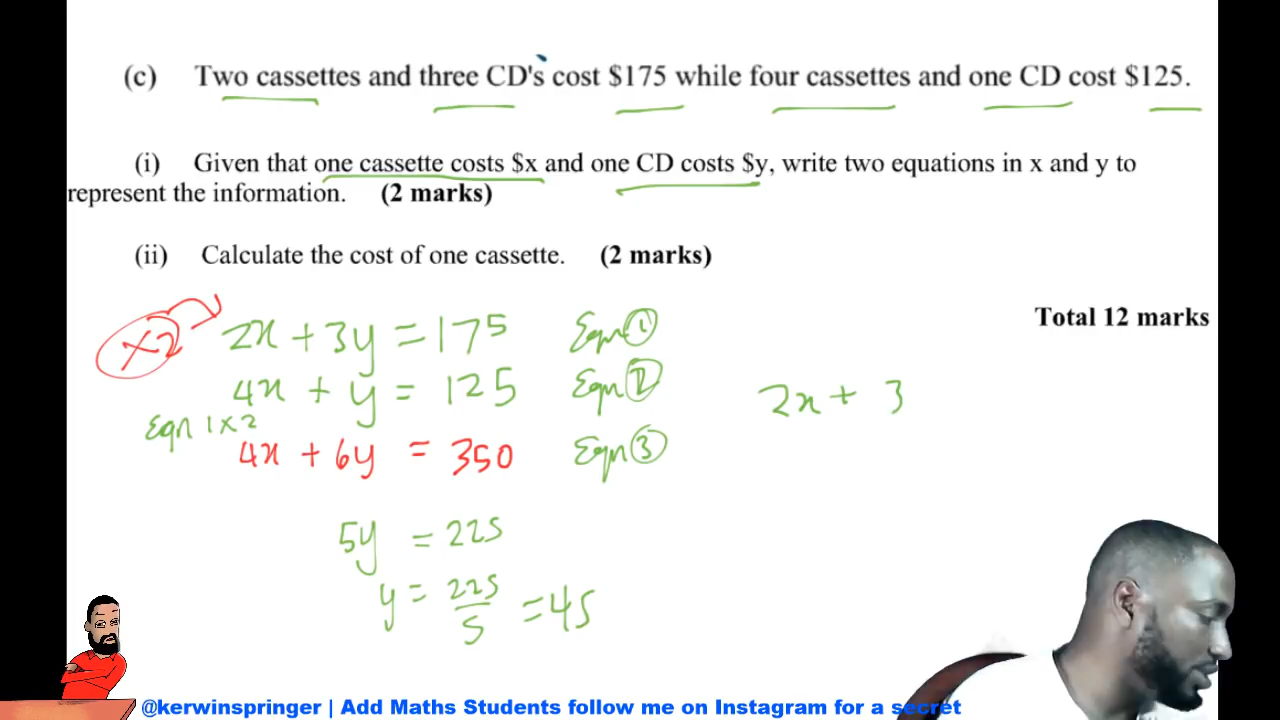 (c) Two cassettes and three CD's cost $175 while four cassettes and one CD cost $125.
(i) Given that one cassette costs $x and one CD costs $y, write two equations in x and y to
represent the information. (2 marks)
(ii) Calculate the cost of one cassette. (2 marks)
Total 12 marks
×2 2x + 3y = 175 Eqn 1
4x + y = 125 Eqn 2
Eqn 1 x 2
4x + 6y = 350 Eqn 3
5y = 225
y = 225/5 = 45
2x + 3
@kerwinspringer | Add Maths Students follow me on Instagram for a secret